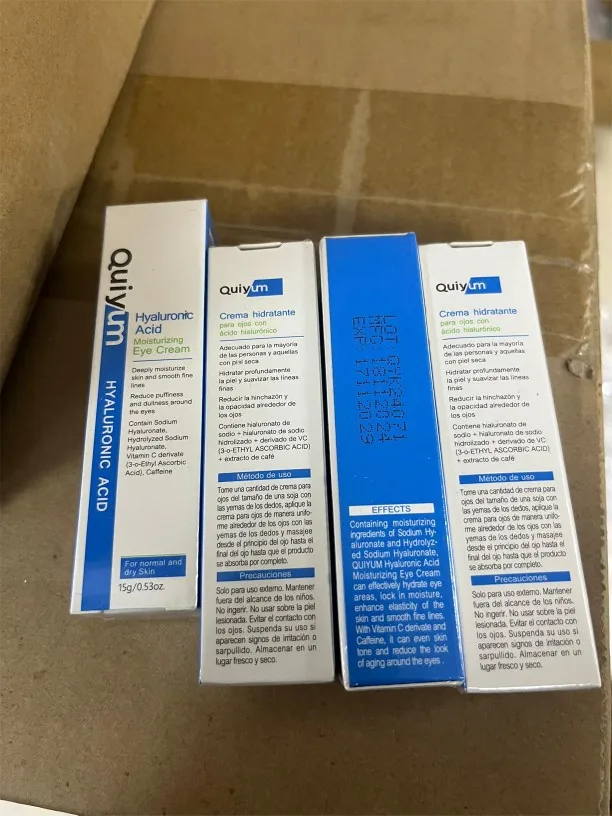 Quiyum
HYALURONIC ACID
Hyaluronic
Acid
Moisturizing
Eye Cream
Deeply moisturize
skin and smooth fine
lines
Reduce puffiness
and dullness around
the eyes
Contain Sodium
Hyaluronate,
Hydrolyzed Sodium
Hyaluronate,
Vitamin C derivate
(3-o-Ethyl Ascorbic
Acid), Caffeine
For normal and
dry Skin
15g/0.53oz.
Quiyum
Crema hidratante
para ojos con
ácido hialurónico
Adecuado para la mayoría
de las personas y aquellas
con piel seca
Hidratar profundamente
la piel y suavizar las líneas
finas
Reducir la hinchazón y
la opacidad alrededor de
los ojos
Contiene hialuronato de
sodio + hialuronato de sodio
hidrolizado + derivado de VC
(3-o-ETHYL ASCORBIC ACID)
+ extracto de café
Método de uso
Tome una cantidad de crema para
ojos del tamaño de una soja con
las yemas de los dedos, aplique la
crema para ojos de manera unifo-
rme alrededor de los ojos con las
yemas de los dedos y masajee
desde el principio del ojo hasta el
final del ojo hasta que el producto
se absorba por completo.
Precauciones
Solo para uso externo. Mantener
fuera del alcance de los niños.
No ingerir. No usar sobre la piel
lesionada. Evitar el contacto con
los ojos. Suspenda su uso si
aparecen signos de irritación o
sarpullido. Almacenar en un
lugar fresco y seco.
LOT
MFG:
EXP:
EFFECTS
Containing moisturizing
ingredients of Sodium Hy-
aluronate and Hydrolyz-
ed Sodium Hyaluronate,
QUIYUM Hyaluronic Acid
Moisturizing Eye Cream
can effectively hydrate eye
areas, lock in moisture,
enhance elasticity of the
skin and smooth fine lines.
With Vitamin C derivate and
Caffeine, it can even skin
tone and reduce the look
of aging around the eyes.
Quiyum
Crema hidratante
para ojos con
ácido hialurónico
Adecuado para la mayoría
de las personas y aquellas
con piel seca
Hidratar profundamente
la piel y suavizar las líneas
finas
Reducir la hinchazón y
la opacidad alrededor de
los ojos
Contiene hialuronato de
sodio + hialuronato de sodio
hidrolizado + derivado de VC
(3-o-ETHYL ASCORBIC ACID)
+ extracto de café
Método de uso
Tome una cantidad de crema para
ojos del tamaño de una soja con
las yemas de los dedos, aplique la
crema para ojos de manera unifo-
rme alrededor de los ojos con las
yemas de los dedos y masajee
desde el principio del ojo hasta el
final del ojo hasta que el producto
se absorba por completo.
Precauciones
Solo para uso externo. Mantener
fuera del alcance de los niños.
No ingerir. No usar sobre la piel
lesionada. Evitar el contacto con
los ojos. Suspenda su uso si
aparecen signos de irritación o
sarpullido. Almacenar en un
lugar fresco y seco.